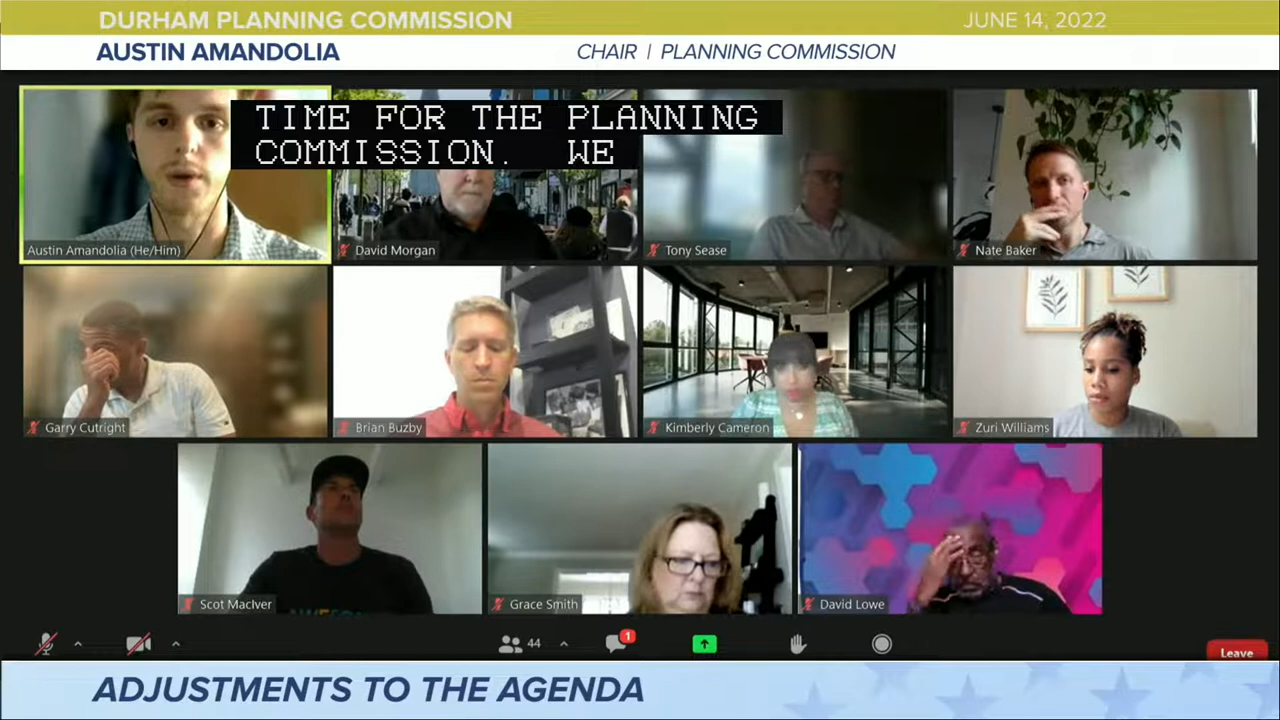 DURHAM PLANNING COMMISSION
JUNE 14, 2022
AUSTIN AMANDOLIA
CHAIR | PLANNING COMMISSION
TIME FOR THE PLANNING
COMMISSION. WE
Austin Amandolia (He/Him)
David Morgan
Tony Sease
Nate Baker
Garry Cutright
Brian Buzby
Kimberly Cameron
Zuri Williams
Scot MacIver
Grace Smith
David Lowe
44
1
Leave
ADJUSTMENTS TO THE AGENDA